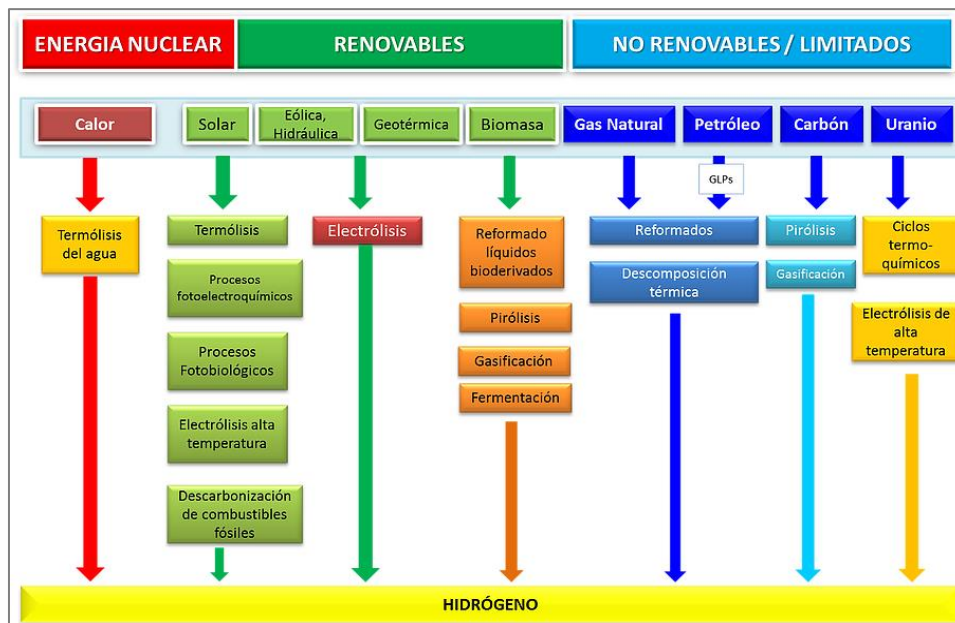 ENERGIA NUCLEAR
RENOVABLES
NO RENOVABLES / LIMITADOS
Calor
Solar
Eólica,
Hidráulica
Geotérmica
Biomasa
Gas Natural
Petróleo
Carbón
Uranio
GLPs
Termólisis
del agua
Termólisis
Procesos
fotoelectroquímicos
Procesos
Fotobiológicos
Electrólisis alta
temperatura
Descarbonización
de combustibles
fósiles
Electrólisis
Reformado
líquidos
bioderivados
Pirólisis
Gasificación
Fermentación
Reformados
Descomposición
térmica
Pirólisis
Gasificación
Ciclos
termo-
químicos
Electrólisis de
alta
temperatura
HIDRÓGENO